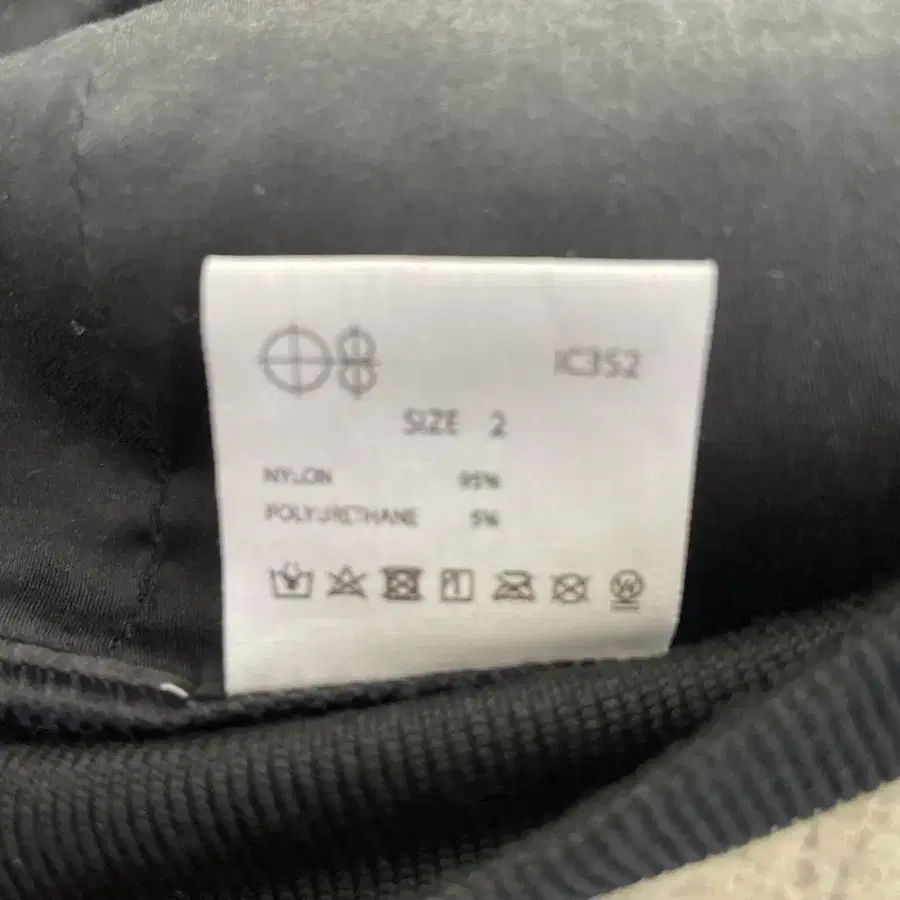 IC352
SIZE 2
NYLON 95%
POLYURETHANE 5%
W